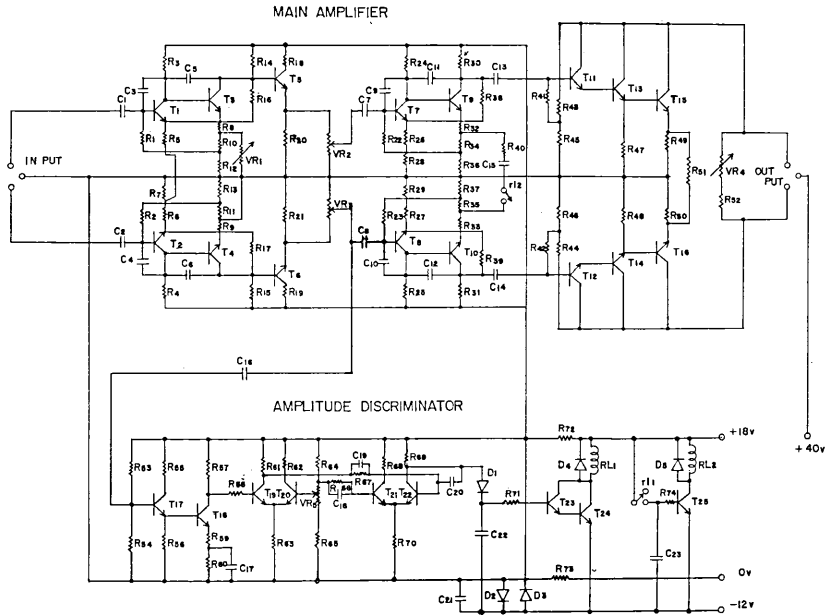 MAIN AMPLIFIER
R3 C5 R14 R18 T5 R24 C11 R30 C13 T11 T13 T15
C3 T1 T3 R16 C9 T7 T9 R38 R41 R43
C1 C7
R1 R5 R8 R10 VR1 R12 R20 VR2 R22 R26 R28 R32 R34 R36 R40 C15 R45 R47 R49 R51 VR4 R52
IN PUT
OUT PUT
R7 R13 R29 R37 rl2
R2 R6 R11 R9 R21 VR3 R23 R27 R35 R33 R46 R48 R50
C2 T2 T4 R17 C8 T8 T10 R39 R42 R44
C4 C6 T6 C10 C12 C14 T12 T14 T16
R4 R15 R19 R25 R31
C16
AMPLITUDE DISCRIMINATOR
R72 +18v
+40v
R53 R55 R57 R61 R62 R64 C19 R68 R69 D1 D4 RL1 D5 RL2
R67 C20 rl1
T17 T18 T19 T20 VR5 C18 T21 T22 R71 T23 T24 R74 T25
R54 R56 R59 R60 C17 R63 R65 R70 C22 C23
R73 0v
C21 D2 D3 -12v